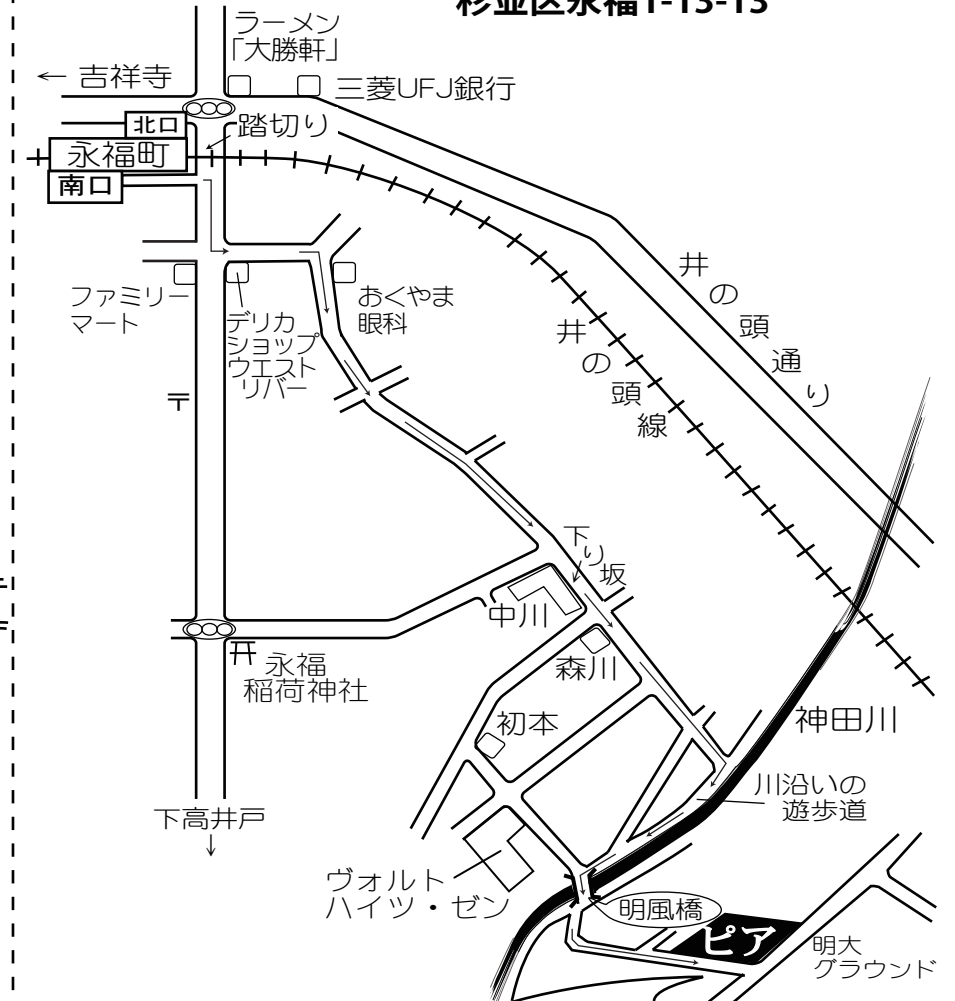 杉並区永福1-13-13
ラーメン
「大勝軒」
← 吉祥寺
三菱UFJ銀行
北口
踏切り
永福町
南口
ファミリー
マート
デリカ
ショップ
ウエスト
リバー
おくやま
眼科
井の頭通り
井の頭線
〒
下り坂
中川
森川
永福
稲荷神社
初本
神田川
川沿いの
遊歩道
下高井戸
↓
ヴォルト
ハイツ・ゼン
明風橋
ピア
明大
グラウンド